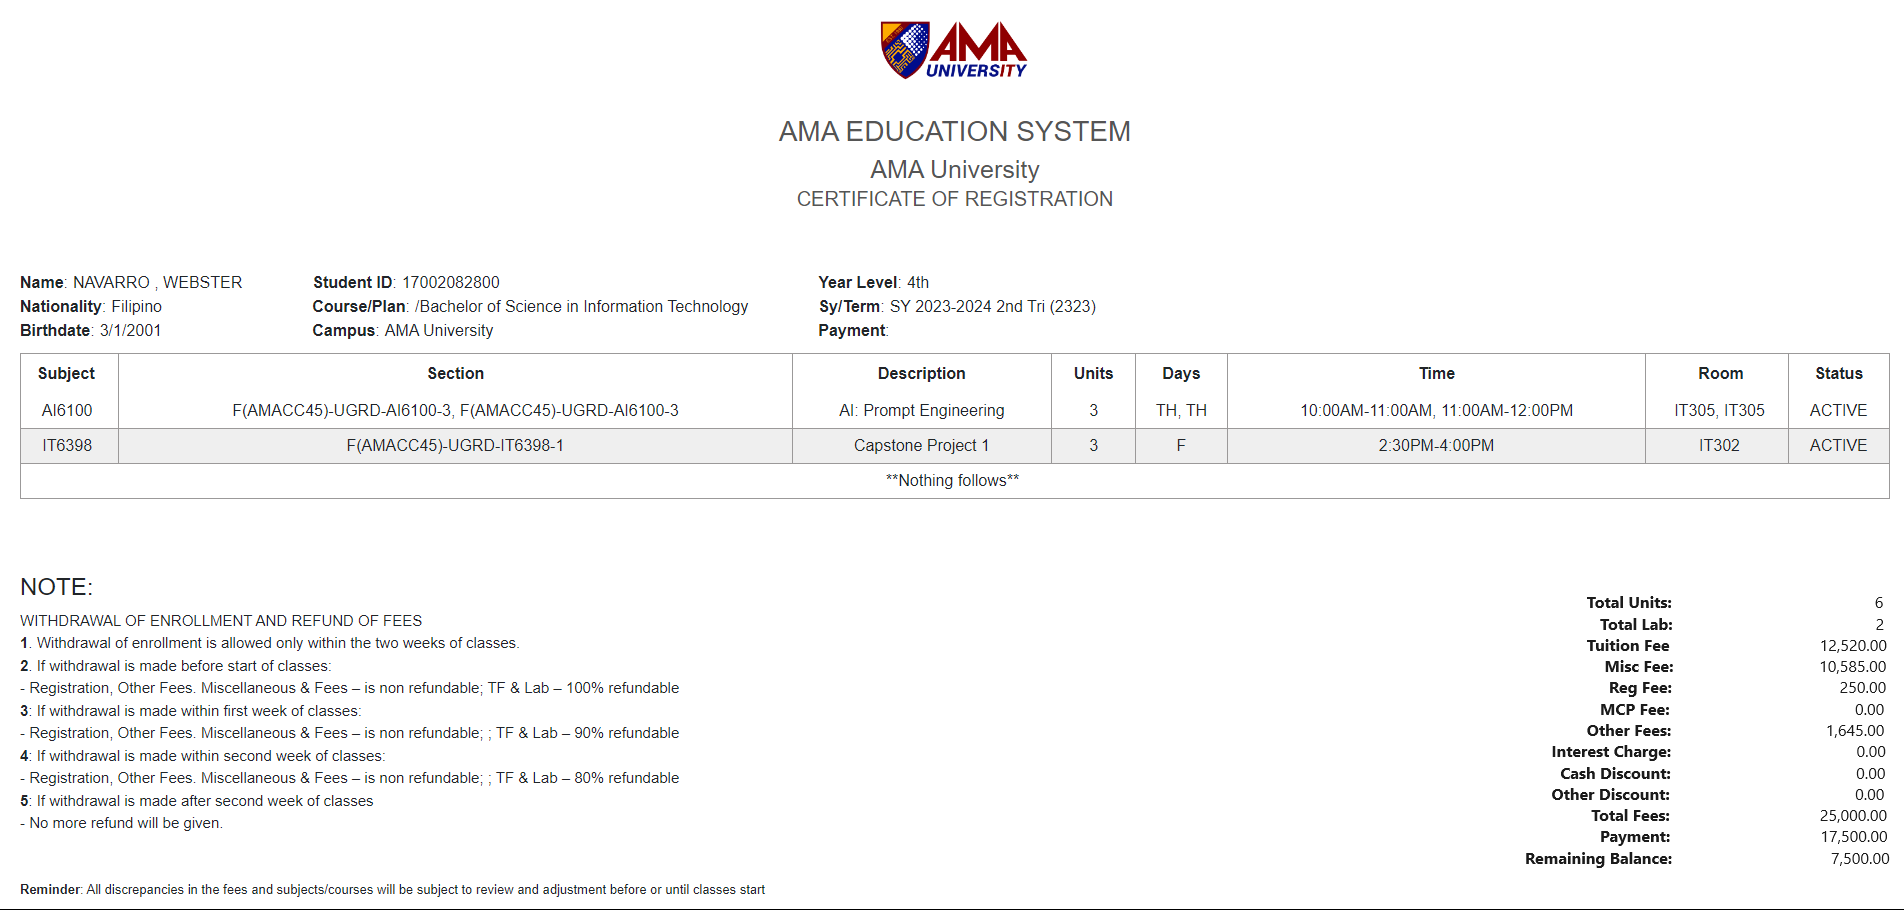 AMA
UNIVERSITY
AMA EDUCATION SYSTEM
AMA University
CERTIFICATE OF REGISTRATION
Name: NAVARRO , WEBSTER Student ID: 17002082800 Year Level: 4th
Nationality: Filipino Course/Plan: /Bachelor of Science in Information Technology Sy/Term: SY 2023-2024 2nd Tri (2323)
Birthdate: 3/1/2001 Campus: AMA University Payment:
Subject Section Description Units Days Time Room Status
AI6100 F(AMACC45)-UGRD-AI6100-3, F(AMACC45)-UGRD-AI6100-3 AI: Prompt Engineering 3 TH, TH 10:00AM-11:00AM, 11:00AM-12:00PM IT305, IT305 ACTIVE
IT6398 F(AMACC45)-UGRD-IT6398-1 Capstone Project 1 3 F 2:30PM-4:00PM IT302 ACTIVE
**Nothing follows**
NOTE:
WITHDRAWAL OF ENROLLMENT AND REFUND OF FEES
1. Withdrawal of enrollment is allowed only within the two weeks of classes.
2. If withdrawal is made before start of classes:
- Registration, Other Fees. Miscellaneous & Fees – is non refundable; TF & Lab – 100% refundable
3: If withdrawal is made within first week of classes:
- Registration, Other Fees. Miscellaneous & Fees – is non refundable; ; TF & Lab – 90% refundable
4: If withdrawal is made within second week of classes:
- Registration, Other Fees. Miscellaneous & Fees – is non refundable; ; TF & Lab – 80% refundable
5: If withdrawal is made after second week of classes
- No more refund will be given.
Total Units: 6
Total Lab: 2
Tuition Fee 12,520.00
Misc Fee: 10,585.00
Reg Fee: 250.00
MCP Fee: 0.00
Other Fees: 1,645.00
Interest Charge: 0.00
Cash Discount: 0.00
Other Discount: 0.00
Total Fees: 25,000.00
Payment: 17,500.00
Remaining Balance: 7,500.00
Reminder: All discrepancies in the fees and subjects/courses will be subject to review and adjustment before or until classes start